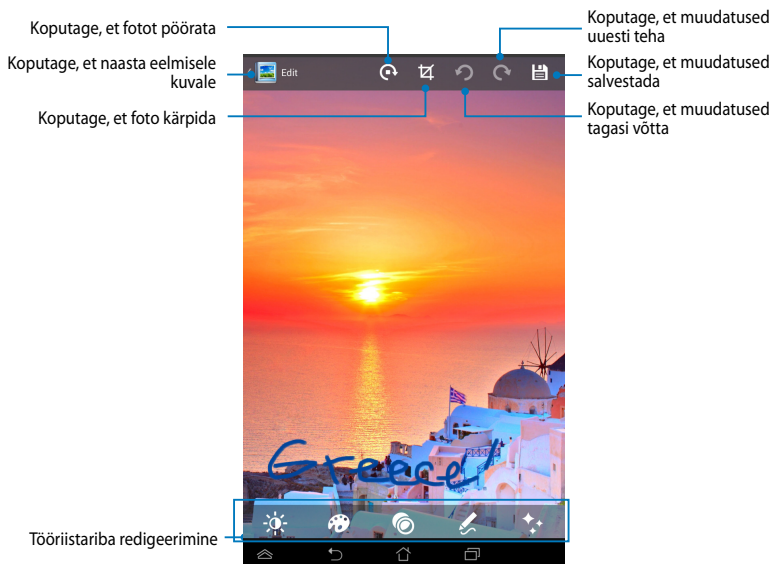 Koputage, et fotot pöörata
Koputage, et naasta eelmisele
kuvale
Koputage, et foto kärpida
Koputage, et muudatused
uuesti teha
Koputage, et muudatused
salvestada
Koputage, et muudatused
tagasi võtta
Edit
Greece!
Tööriistariba redigeerimine